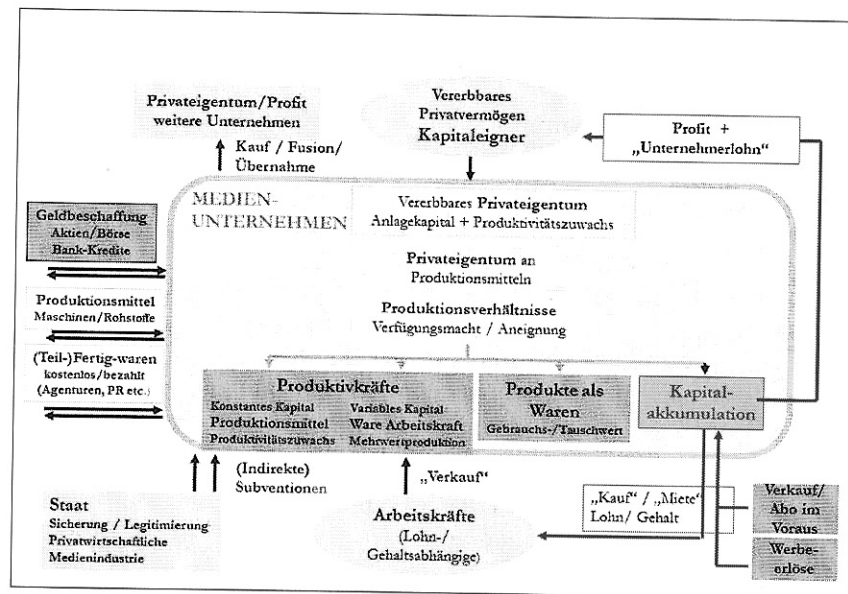 Privateigentum/Profit
weitere Unternehmen
Kauf / Fusion/
Übernahme
Vererbbares
Privatvermögen
Kapitaleigner
Profit +
„Unternehmerlohn“
MEDIEN-
UNTERNEHMEN
Vererbbares Privateigentum
Anlagekapital + Produktivitätszuwachs
Privateigentum an
Produktionsmitteln
Produktionsverhältnisse
Verfügungsmacht / Aneignung
Geldbeschaffung
Aktien/Börse
Bank-Kredite
Produktionsmittel
Maschinen/Rohstoffe
(Teil-)Fertig-waren
kostenlos/bezahlt
(Agenturen, PR etc.)
Produktivkräfte
Konstantes Kapital
Produktionsmittel
Produktivitätszuwachs
Variables Kapital
Ware Arbeitskraft
Mehrwertproduktion
Produkte als
Waren
Gebrauchs-/Tauschwert
Kapital-
akkumulation
(Indirekte)
Subventionen
„Verkauf“
Staat
Sicherung / Legitimierung
Privatwirtschaftliche
Medienindustrie
Arbeitskräfte
(Lohn-/
Gehaltsabhängige)
„Kauf“ / „Miete“
Lohn/ Gehalt
Verkauf/
Abo im
Voraus
Werbe-
erlöse